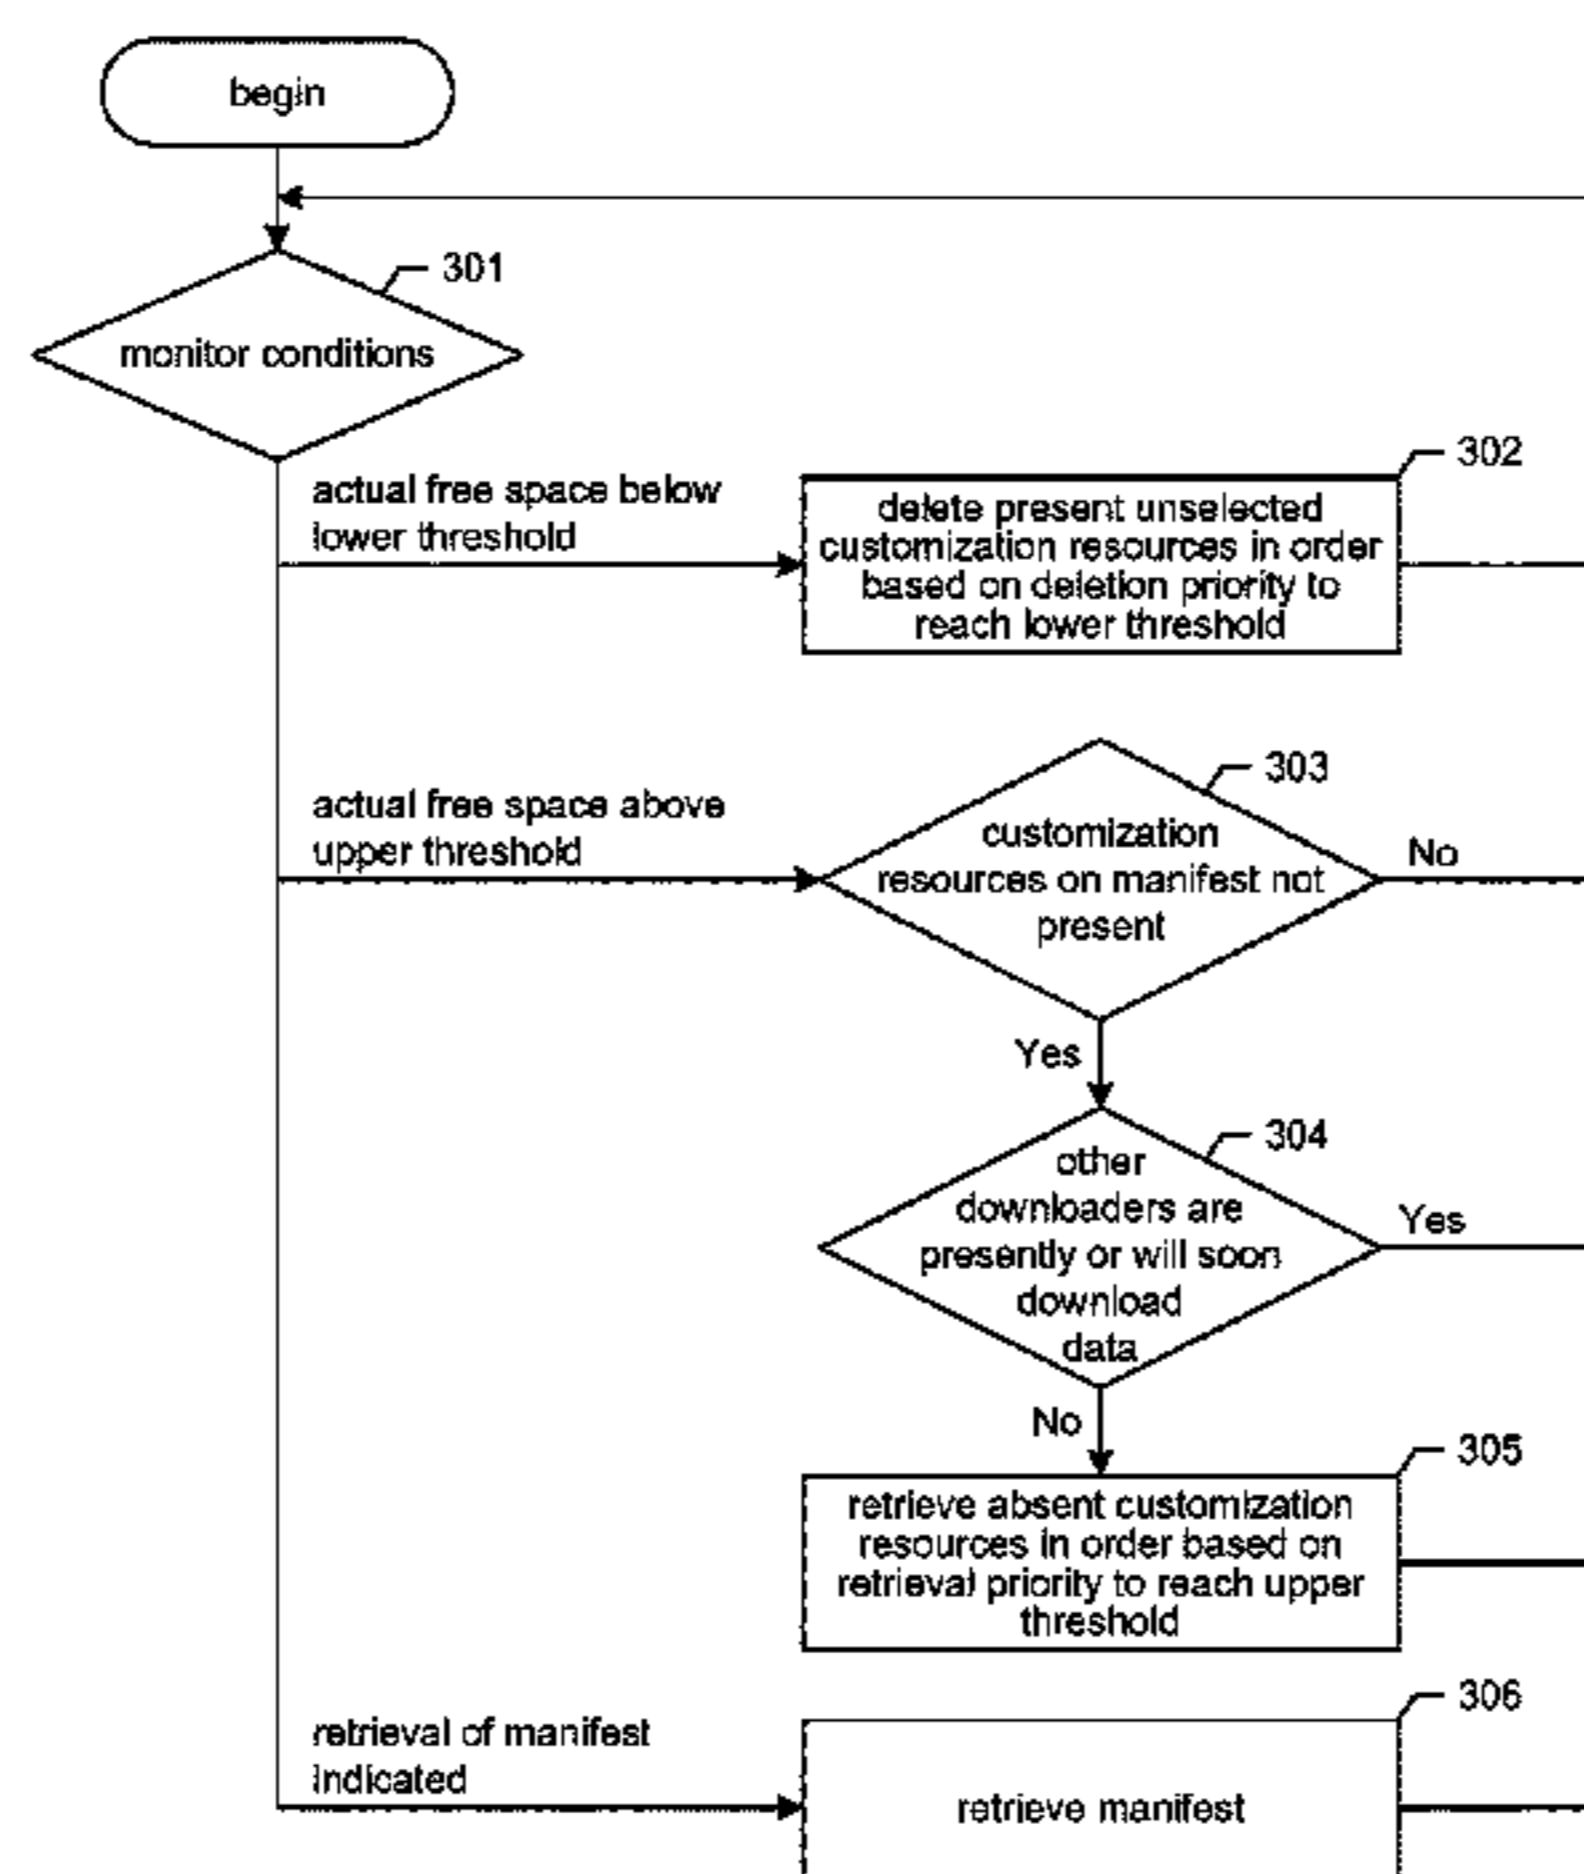 begin
301
monitor conditions
actual free space below
lower threshold
302
delete present unselected
customization resources in order
based on deletion priority to
reach lower threshold
actual free space above
upper threshold
303
customization
resources on manifest not
present
No
Yes
304
other
downloaders are
presently or will soon
download
data
Yes
No
305
retrieve absent customization
resources in order based on
retrieval priority to reach upper
threshold
306
retrieval of manifest
indicated
retrieve manifest